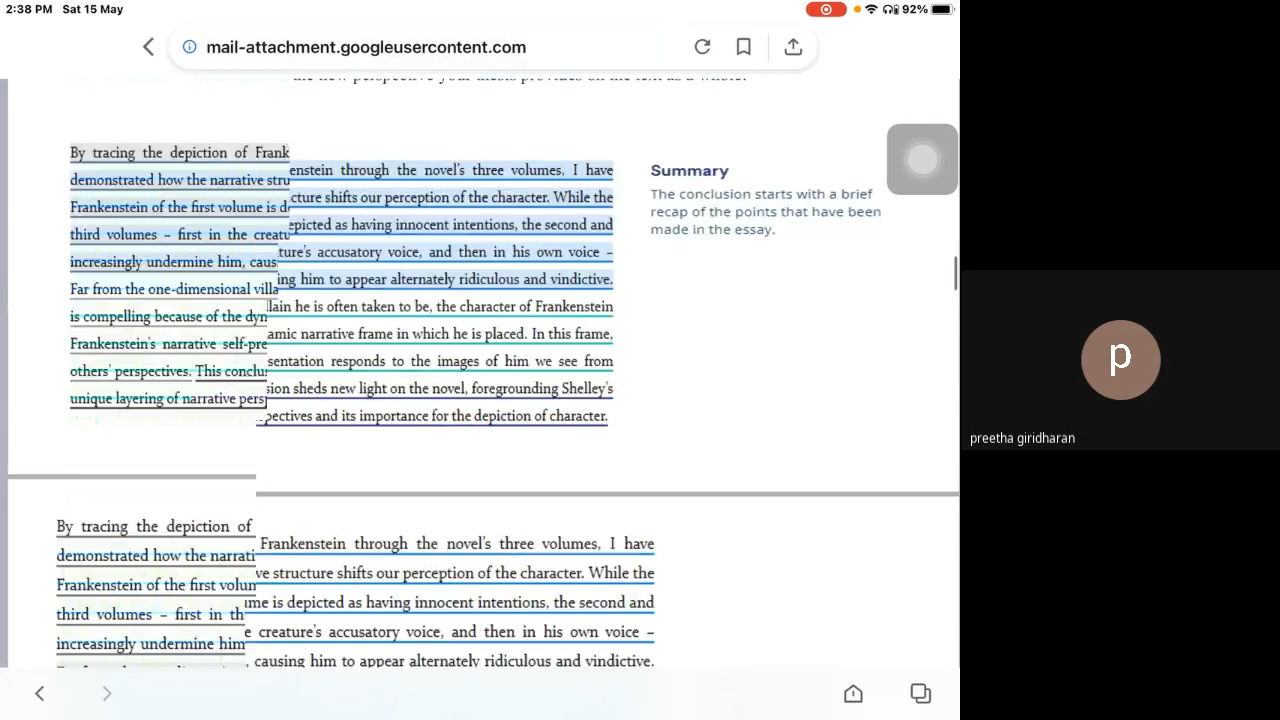 2:38 PM Sat 15 May
92%
mail-attachment.googleusercontent.com
the new perspective your thesis provides on the text as a whole.
By tracing the depiction of Frankenstein through the novel's three volumes, I have
demonstrated how the narrative structure shifts our perception of the character. While the
Frankenstein of the first volume is depicted as having innocent intentions, the second and
third volumes – first in the creature's accusatory voice, and then in his own voice –
increasingly undermine him, causing him to appear alternately ridiculous and vindictive.
Far from the one-dimensional villain he is often taken to be, the character of Frankenstein
is compelling because of the dynamic narrative frame in which he is placed. In this frame,
Frankenstein's narrative self-presentation responds to the images of him we see from
others' perspectives. This conclusion sheds new light on the novel, foregrounding Shelley's
unique layering of narrative perspectives and its importance for the depiction of character.
Summary
The conclusion starts with a brief
recap of the points that have been
made in the essay.
By tracing the depiction of Frankenstein through the novel's three volumes, I have
demonstrated how the narrative structure shifts our perception of the character. While the
Frankenstein of the first volume is depicted as having innocent intentions, the second and
third volumes – first in the creature's accusatory voice, and then in his own voice –
increasingly undermine him, causing him to appear alternately ridiculous and vindictive.
p
preetha giridharan